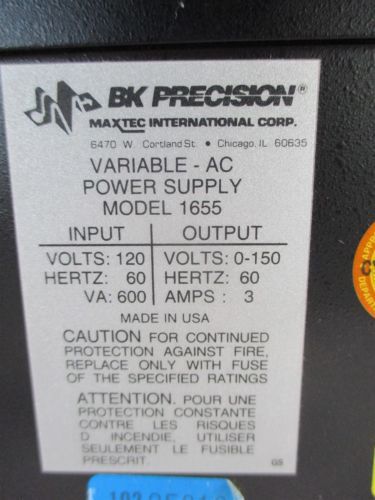 BK PRECISION®
MAXTEC INTERNATIONAL CORP.
6470 W. Cortland St. • Chicago, IL 60635
VARIABLE - AC
POWER SUPPLY
MODEL 1655
INPUT OUTPUT
VOLTS: 120 VOLTS: 0-150
HERTZ: 60 HERTZ: 60
VA: 600 AMPS : 3
MADE IN USA
CAUTION FOR CONTINUED
PROTECTION AGAINST FIRE,
REPLACE ONLY WITH FUSE
OF THE SPECIFIED RATINGS
ATTENTION. POUR UNE
PROTECTION CONSTANTE
CONTRE LES RISQUES
D INCENDIE, UTILISER
SEULEMENT LE FUSIBLE
PRESCRIT. GS